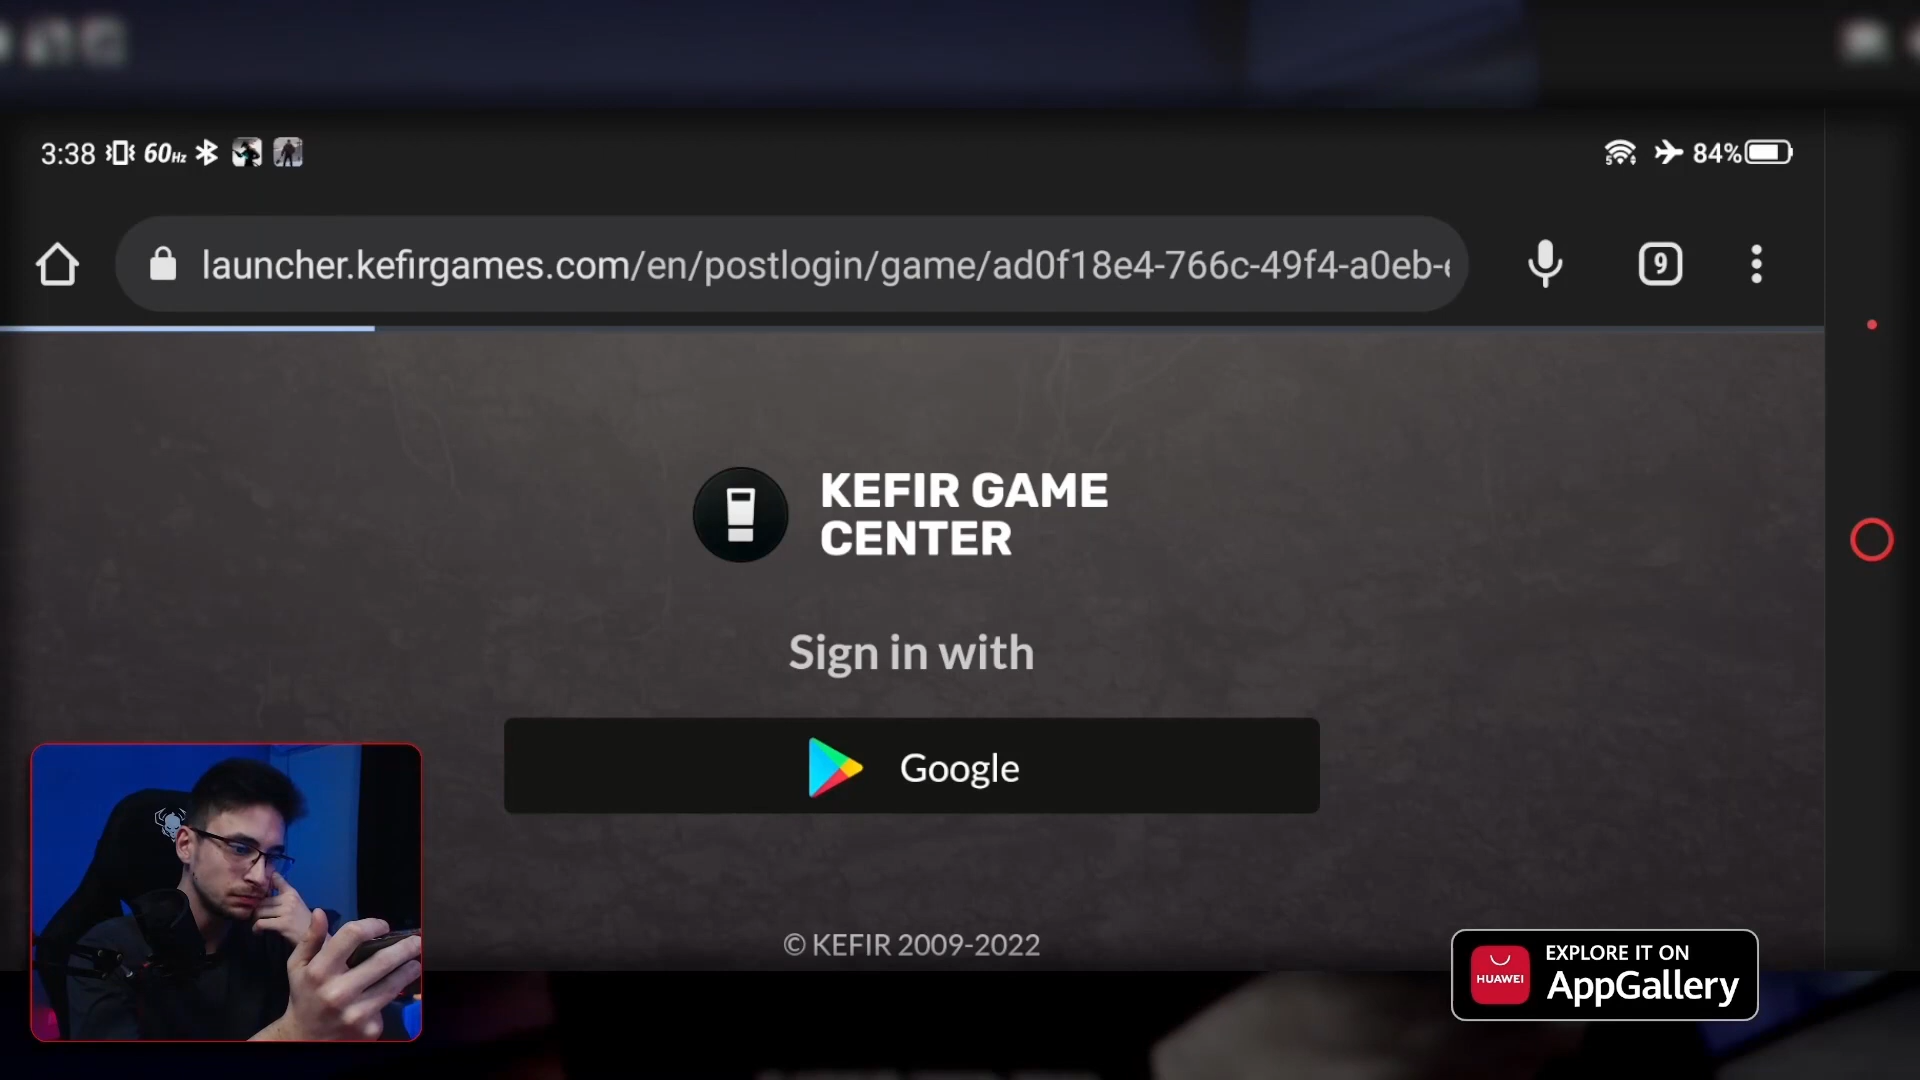 3:38 60Hz 84%
launcher.kefirgames.com/en/postlogin/game/ad0f18e4-766c-49f4-a0eb-
9
KEFIR GAME
CENTER
Sign in with
Google
© KEFIR 2009-2022
EXPLORE IT ON
HUAWEI
AppGallery